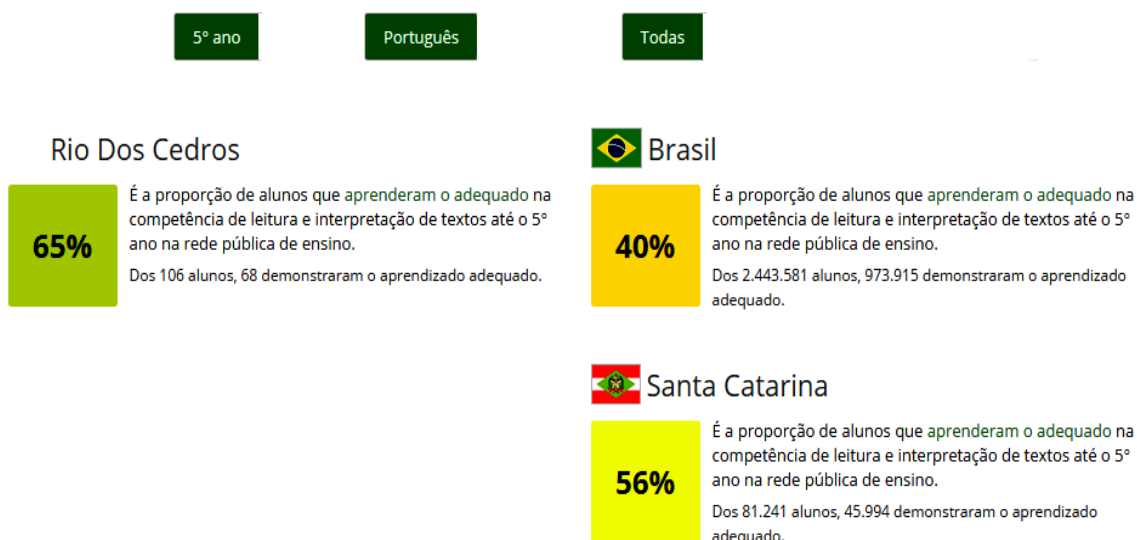 5° ano
Português
Todas
Rio Dos Cedros
65%
É a proporção de alunos que aprenderam o adequado na
competência de leitura e interpretação de textos até o 5°
ano na rede pública de ensino.
Dos 106 alunos, 68 demonstraram o aprendizado adequado.
Brasil
40%
É a proporção de alunos que aprenderam o adequado na
competência de leitura e interpretação de textos até o 5°
ano na rede pública de ensino.
Dos 2.443.581 alunos, 973.915 demonstraram o aprendizado
adequado.
Santa Catarina
56%
É a proporção de alunos que aprenderam o adequado na
competência de leitura e interpretação de textos até o 5°
ano na rede pública de ensino.
Dos 81.241 alunos, 45.994 demonstraram o aprendizado
adequado.